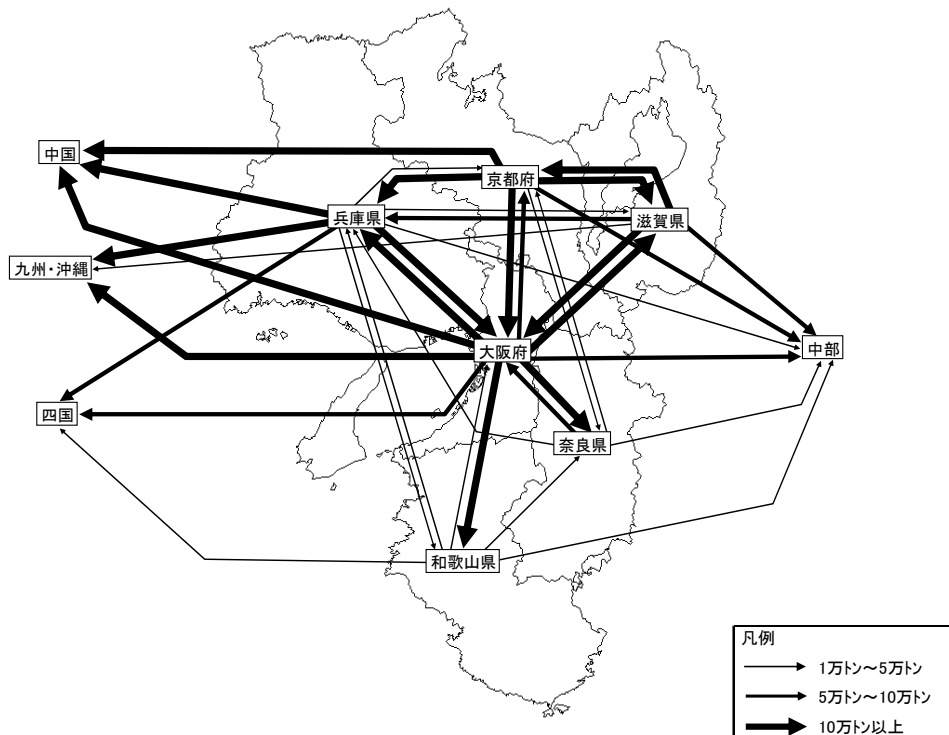 中国
京都府
兵庫県
滋賀県
九州・沖縄
大阪府
中部
四国
奈良県
和歌山県
凡例
1万トン～5万トン
5万トン～10万トン
10万トン以上